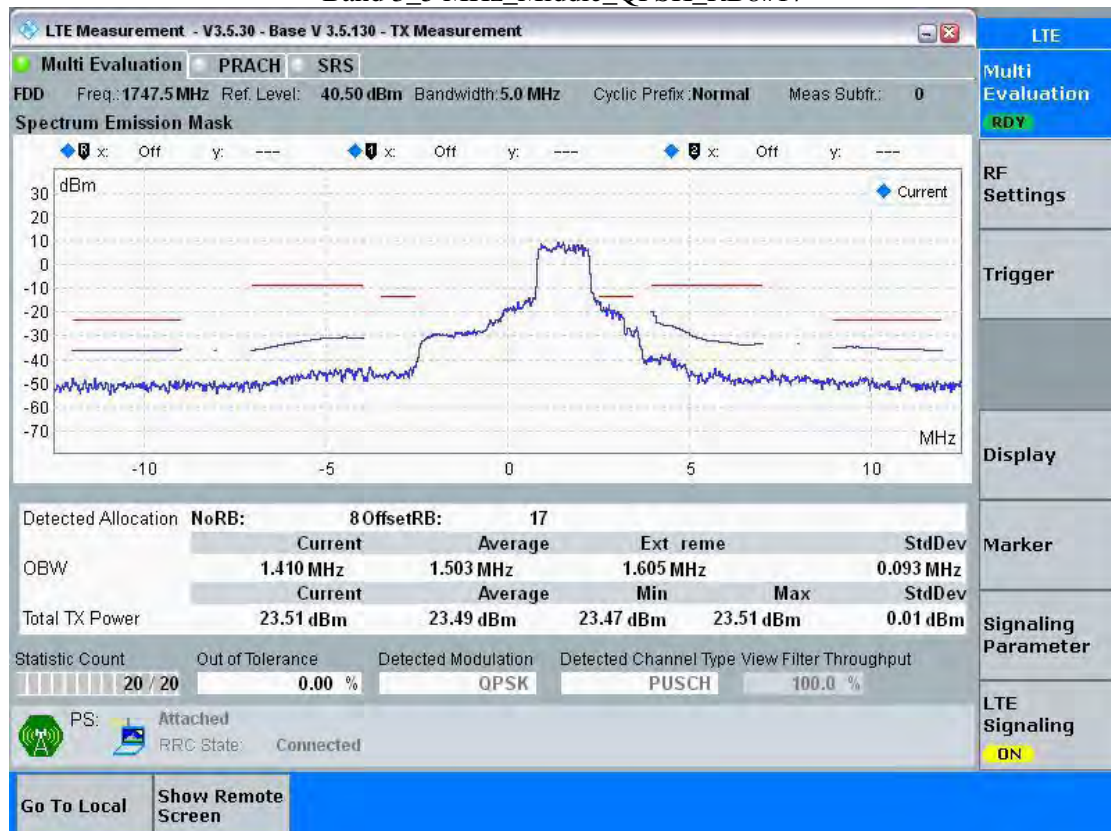 LTE Measurement - V3.5.30 - Base V 3.5.130 - TX Measurement
LTE
Multi Evaluation PRACH SRS
Multi
Evaluation
RDY
FDD Freq.: 1747.5 MHz Ref. Level: 40.50 dBm Bandwidth: 5.0 MHz Cyclic Prefix : Normal Meas Subfr.: 0
Spectrum Emission Mask
R x: Off y: --- 1 x: Off y: --- 2 x: Off y: ---
dBm
Current
30
20
10
0
-10
-20
-30
-40
-50
-60
-70
MHz
-10 -5 0 5 10
RF
Settings
Trigger
Display
Marker
Signaling
Parameter
LTE
Signaling
ON
Detected Allocation NoRB: 8 OffsetRB: 17
Current Average Ext reme StdDev
OBW 1.410 MHz 1.503 MHz 1.605 MHz 0.093 MHz
Current Average Min Max StdDev
Total TX Power 23.51 dBm 23.49 dBm 23.47 dBm 23.51 dBm 0.01 dBm
Statistic Count Out of Tolerance Detected Modulation Detected Channel Type View Filter Throughput
20 / 20 0.00 % QPSK PUSCH 100.0 %
PS: Attached
RRC State: Connected
Go To Local
Show Remote
Screen